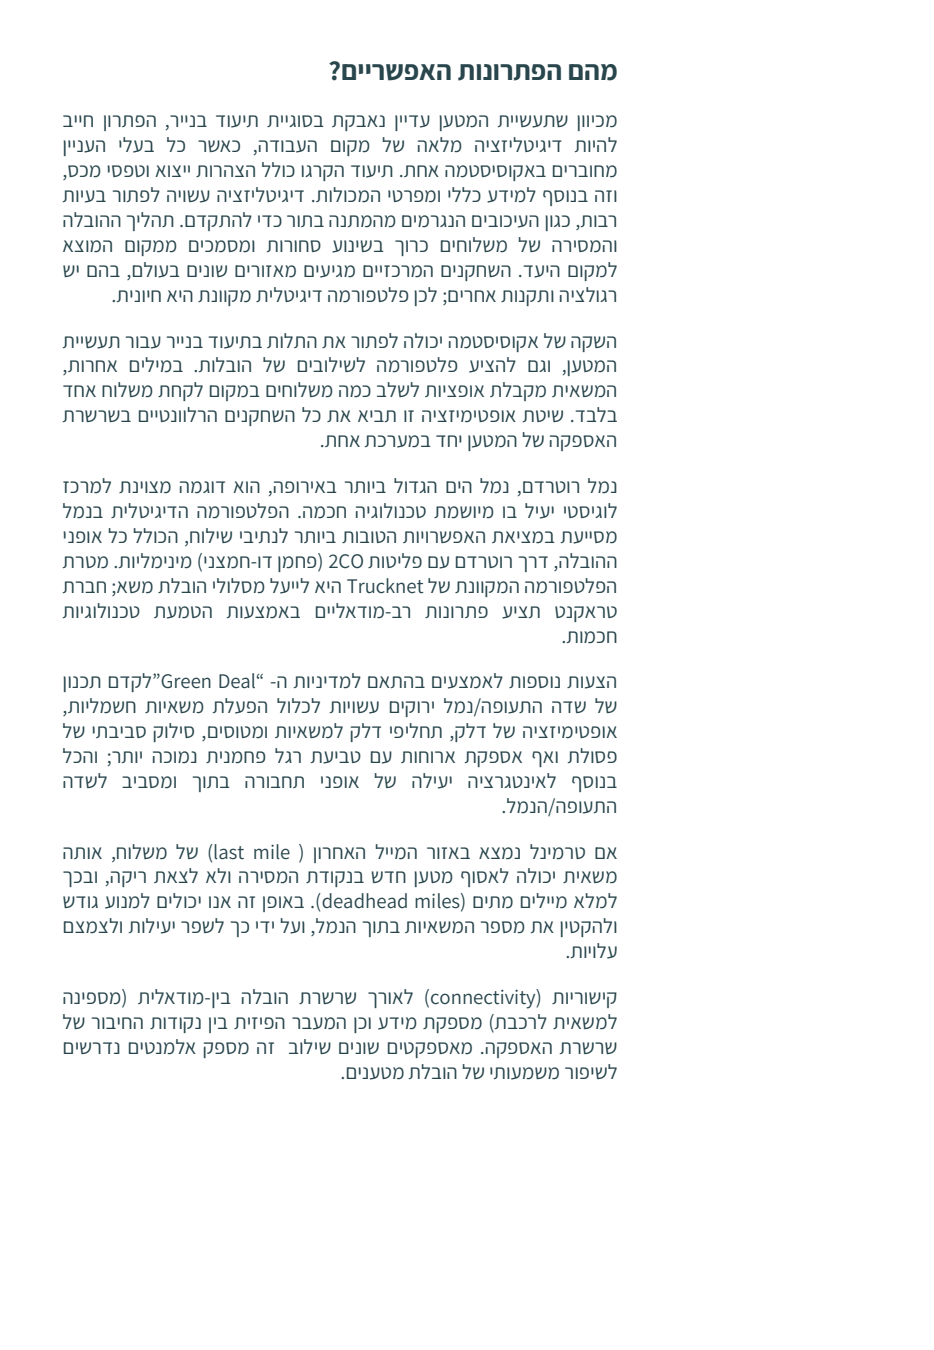 מהם הפתרונות האפשריים?
מכיוון שתעשיית המטען עדיין נאבקת בסוגיית תיעוד בנייר, הפתרון חייב
להיות דיגיטליזציה מלאה של מקום העבודה, כאשר כל בעלי העניין
מחוברים באקוסיסטמה אחת. תיעוד הקרגו כולל הצהרות ייצוא וטפסי מכס,
וזה בנוסף למידע כללי ומפרטי המכולות. דיגיטליזציה עשויה לפתור בעיות
רבות, כגון העיכובים הנגרמים מהמתנה בתור כדי להתקדם. תהליך ההובלה
והמסירה של משלוחים כרוך בשינוע סחורות ומסמכים ממקום המוצא
למקום היעד. השחקנים המרכזיים מגיעים מאזורים שונים בעולם, בהם יש
רגולציה ותקנות אחרים; לכן פלטפורמה דיגיטלית מקוונת היא חיונית.
השקה של אקוסיסטמה יכולה לפתור את התלות בתיעוד בנייר עבור תעשיית
המטען, וגם להציע פלטפורמה לשילובים של הובלות. במילים אחרות,
המשאית מקבלת אופציות לשלב כמה משלוחים במקום לקחת משלוח אחד
בלבד. שיטת אופטימיזציה זו תביא את כל השחקנים הרלוונטיים בשרשרת
האספקה של המטען יחד במערכת אחת.
נמל רוטרדם, נמל הים הגדול ביותר באירופה, הוא דוגמה מצוינת למרכז
לוגיסטי יעיל בו מיושמת טכנולוגיה חכמה. הפלטפורמה הדיגיטלית בנמל
מסייעת במציאת האפשרויות הטובות ביותר לנתיבי שילוח, הכולל כל אופני
ההובלה, דרך רוטרדם עם פליטות 2CO (פחמן דו-חמצני) מינימליות. מטרת
הפלטפורמה המקוונת של Trucknet היא לייעל מסלולי הובלת משא; חברת
טראקנט תציע פתרונות רב-מודאליים באמצעות הטמעת טכנולוגיות
חכמות.
הצעות נוספות לאמצעים בהתאם למדיניות ה- “Green Deal”לקדם תכנון
של שדה התעופה/נמל ירוקים עשויות לכלול הפעלת משאיות חשמליות,
אופטימיזציה של דלק, תחליפי דלק למשאיות ומטוסים, סילוק סביבתי של
פסולת ואף אספקת ארוחות עם טביעת רגל פחמנית נמוכה יותר; והכל
בנוסף לאינטגרציה יעילה של אופני תחבורה בתוך ומסביב לשדה
התעופה/הנמל.
אם טרמינל נמצא באזור המייל האחרון ( last mile) של משלוח, אותה
משאית יכולה לאסוף מטען חדש בנקודת המסירה ולא לצאת ריקה, ובכך
למלא מיילים מתים (deadhead miles). באופן זה אנו יכולים למנוע גודש
ולהקטין את מספר המשאיות בתוך הנמל, ועל ידי כך לשפר יעילות ולצמצם
עלויות.
קישוריות (connectivity) לאורך שרשרת הובלה בין-מודאלית (מספינה
למשאית לרכבת) מספקת מידע וכן המעבר הפיזית בין נקודות החיבור של
שרשרת האספקה. מאספקטים שונים שילוב  זה מספק אלמנטים נדרשים
לשיפור משמעותי של הובלת מטענים.